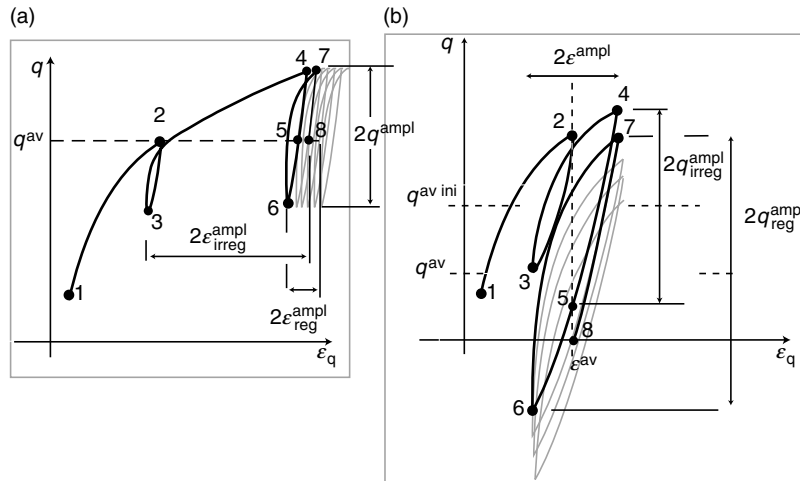 (a)
q
4 7
2
q^av
5 8
2q^ampl
3
6
2ε^ampl_irreg
1
2ε^ampl_reg
ε_q
(b)
q
2ε^ampl
4
2
7
2q^ampl_irreg
q^av ini
2q^ampl_reg
q^av
3
1
5
8
ε_q
ε^av
6